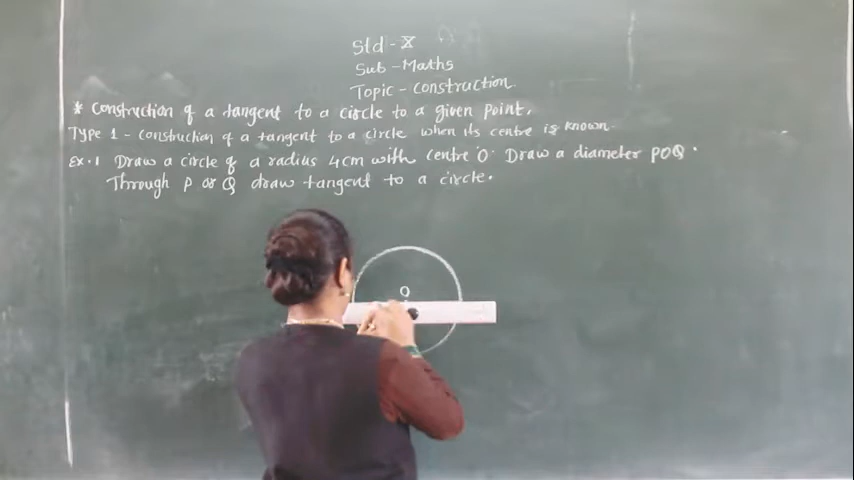 Std - X
Sub - Maths
Topic - construction.
* Construction of a tangent to a circle to a given point.
Type 1 - construction of a tangent to a circle when its centre is known.
Ex. 1 Draw a circle of a radius 4cm with centre 'O'. Draw a diameter POQ.
Through P or Q draw tangent to a circle.
O